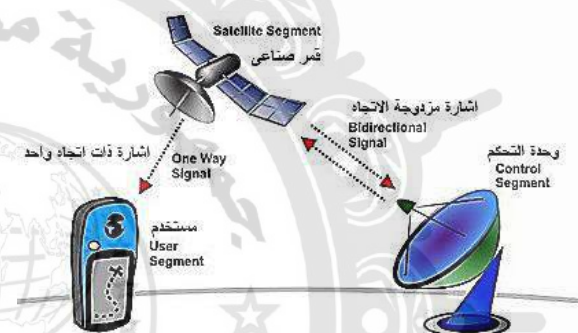 Satellite Segment
قمر صناعى
اشارة مزدوجة الاتجاه
Bidirectional
Signal
اشارة ذات اتجاه واحد
One Way
Signal
وحدة التحكم
Control
Segment
مستخدم
User
Segment